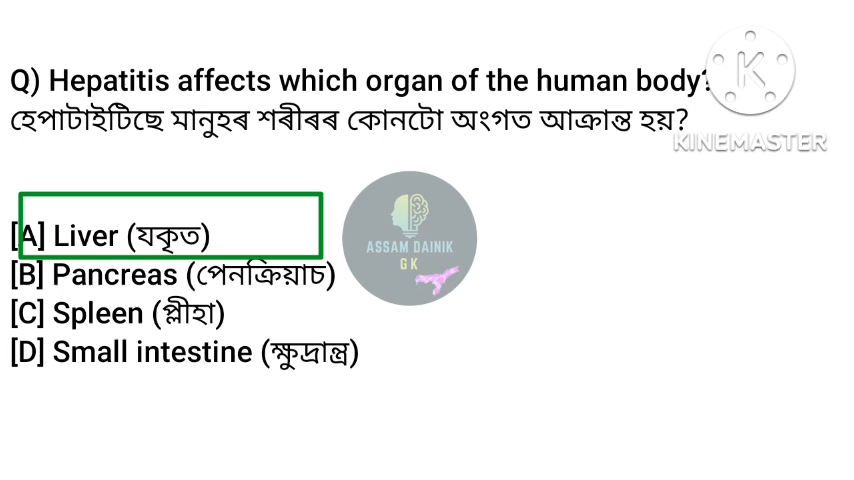 Q) Hepatitis affects which organ of the human body?
হেপাটাইটিছে মানুহৰ শৰীৰৰ কোনটো অংগত আক্ৰান্ত হয়?
KINEMASTER
[A] Liver (যকৃত)
[B] Pancreas (পেনক্ৰিয়াচ)
[C] Spleen (প্লীহা)
[D] Small intestine (ক্ষুদ্ৰান্ত্ৰ)
ASSAM DAINIK
GK